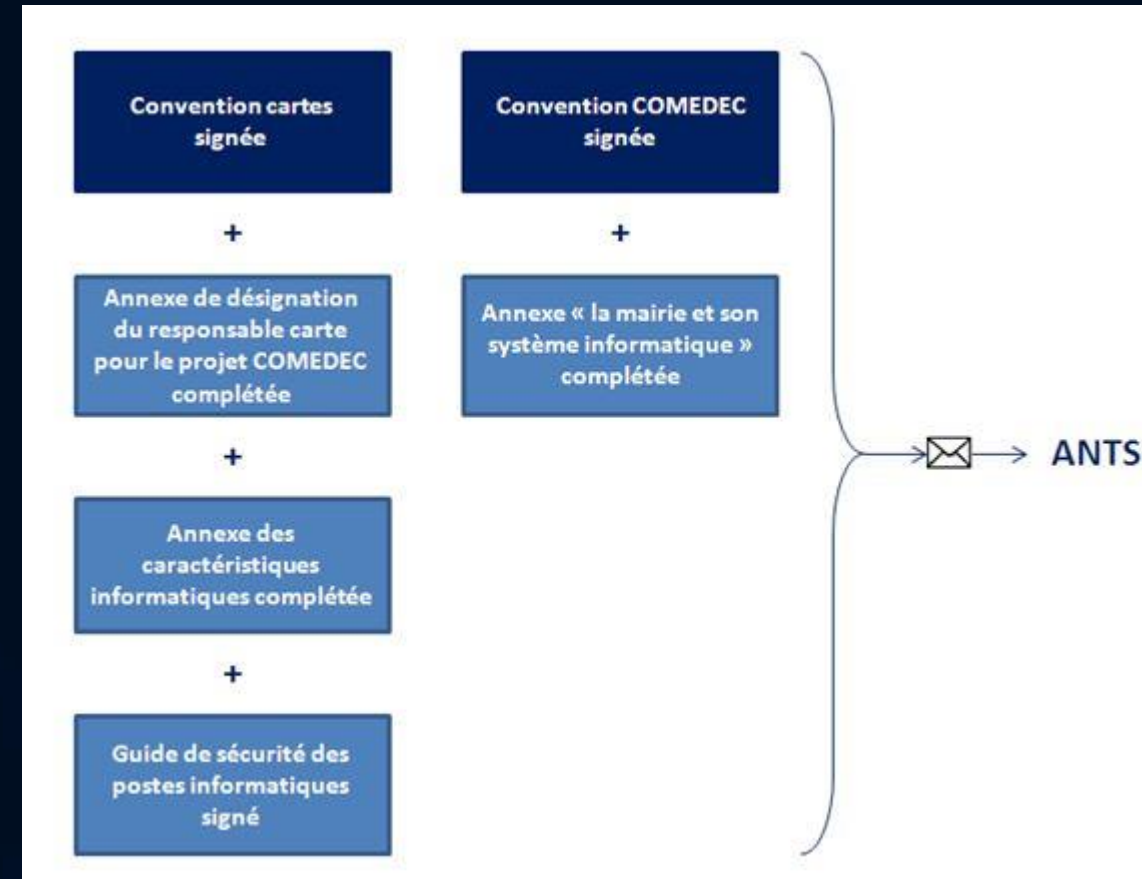 Convention cartes
signée
+
Annexe de désignation
du responsable carte
pour le projet COMEDEC
complétée
+
Annexe des
caractéristiques
informatiques complétée
+
Guide de sécurité des
postes informatiques
signé
Convention COMEDEC
signée
+
Annexe « la mairie et son
système informatique »
complétée
ANTS